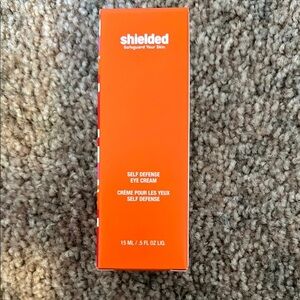 shielded
Safeguard Your Skin
SELF DEFENSE
EYE CREAM
CRÈME POUR LES YEUX
SELF DEFENSE
15 ML / .5 FL OZ LIQ.